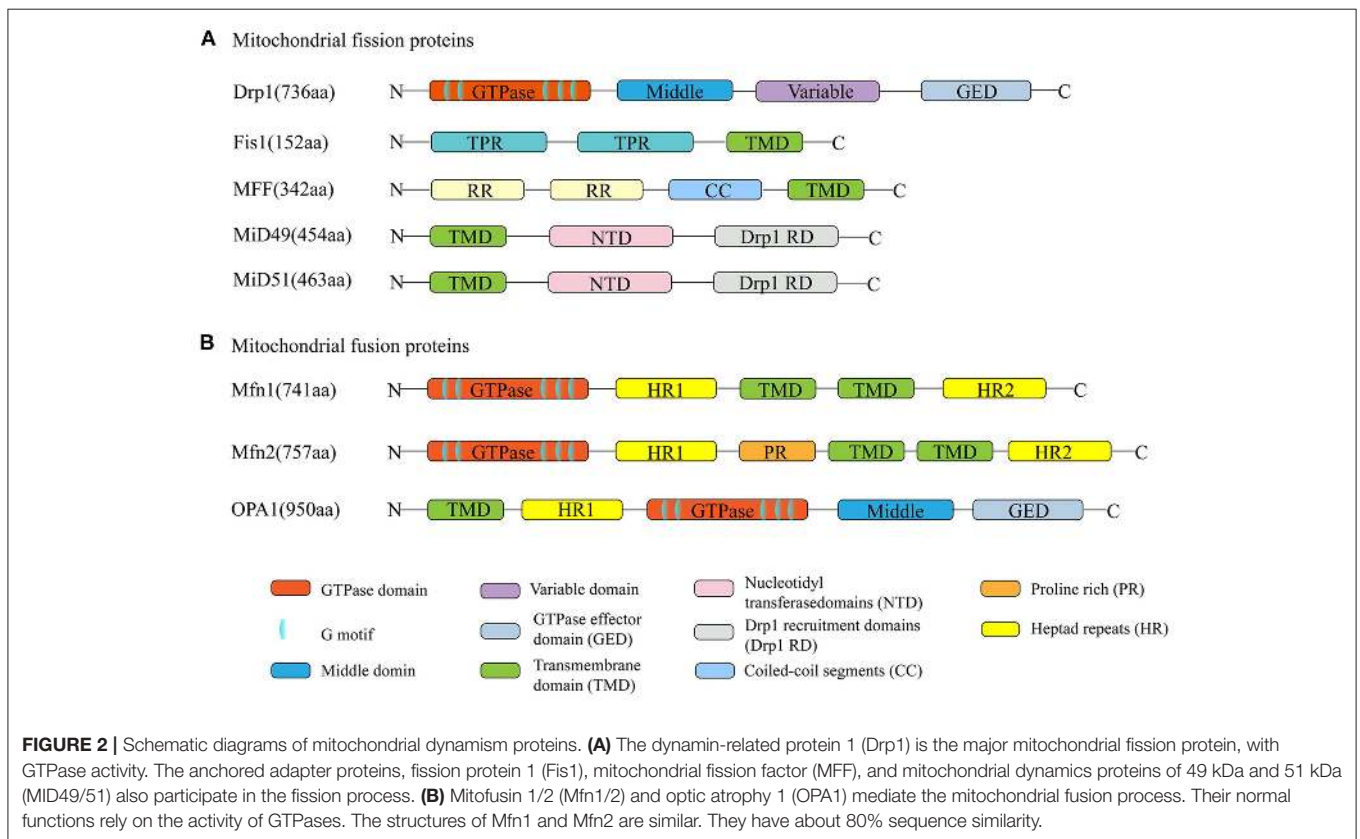 A Mitochondrial fission proteins
Drp1(736aa) N GTPase Middle Variable GED C
Fis1(152aa) N TPR TPR TMD C
MFF(342aa) N RR RR CC TMD C
MiD49(454aa) N TMD NTD Drp1 RD C
MiD51(463aa) N TMD NTD Drp1 RD C
B Mitochondrial fusion proteins
Mfn1(741aa) N GTPase HR1 TMD TMD HR2 C
Mfn2(757aa) N GTPase HR1 PR TMD TMD HR2 C
OPA1(950aa) N TMD HR1 GTPase Middle GED C
GTPase domain
G motif
Middle domin
Variable domain
GTPase effector
domain (GED)
Transmembrane
domain (TMD)
Nucleotidyl
transferasedomains (NTD)
Drp1 recruitment domains
(Drp1 RD)
Coiled-coil segments (CC)
Proline rich (PR)
Heptad repeats (HR)
FIGURE 2 | Schematic diagrams of mitochondrial dynamism proteins. (A) The dynamin-related protein 1 (Drp1) is the major mitochondrial fission protein, with
GTPase activity. The anchored adapter proteins, fission protein 1 (Fis1), mitochondrial fission factor (MFF), and mitochondrial dynamics proteins of 49 kDa and 51 kDa
(MID49/51) also participate in the fission process. (B) Mitofusin 1/2 (Mfn1/2) and optic atrophy 1 (OPA1) mediate the mitochondrial fusion process. Their normal
functions rely on the activity of GTPases. The structures of Mfn1 and Mfn2 are similar. They have about 80% sequence similarity.